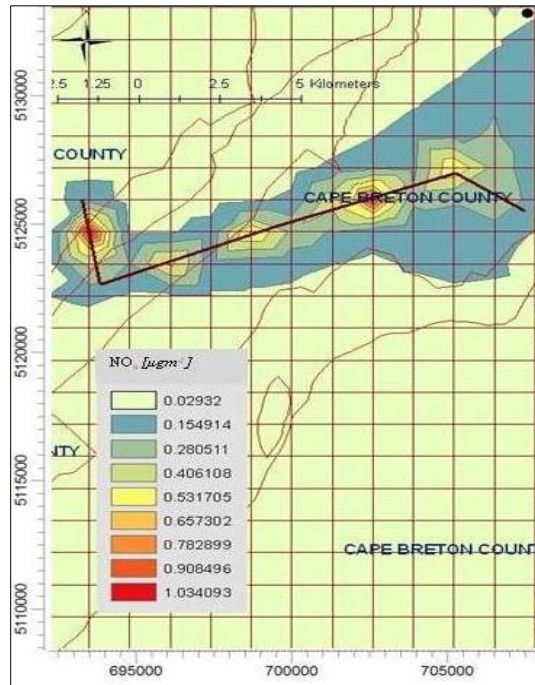 5130000
2.5 1.25 0 2.5 5 Kilometers
COUNTY
CAPE BRETON COUNTY
5125000
5120000
NO [µgm⁻³]
0.02932
0.154914
0.280511
0.406108
0.531705
0.657302
0.782899
0.908496
1.034093
NTY
5115000
CAPE BRETON COUNT
5110000
695000 700000 705000